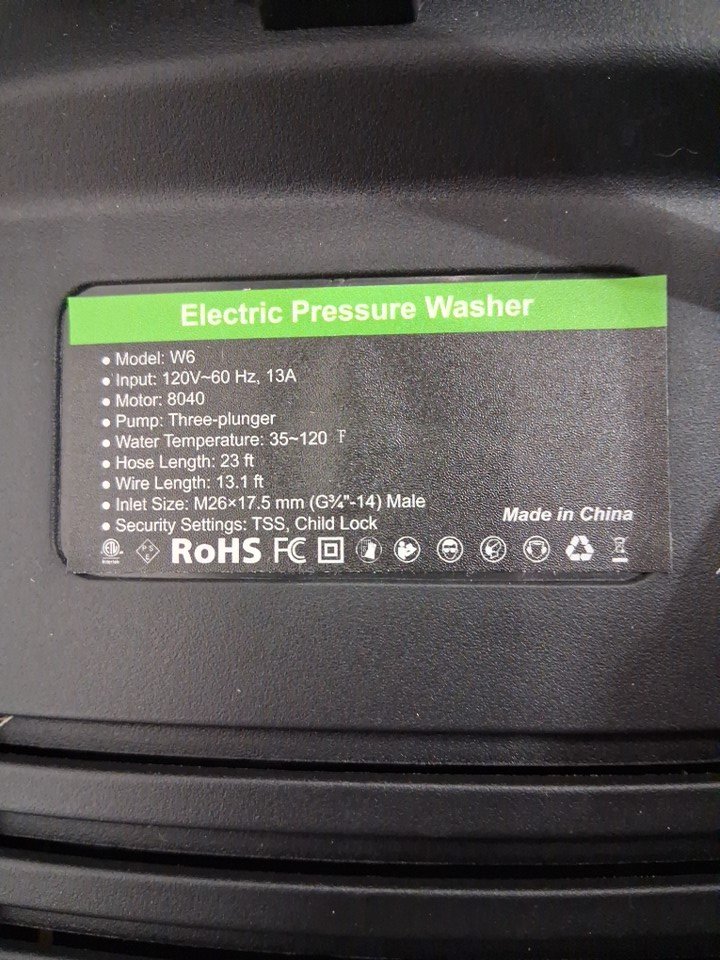 Electric Pressure Washer
● Model: W6
● Input: 120V~60 Hz, 13A
● Motor: 8040
● Pump: Three-plunger
● Water Temperature: 35~120 ℉
● Hose Length: 23 ft
● Wire Length: 13.1 ft
● Inlet Size: M26×17.5 mm (G¾"-14) Male
● Security Settings: TSS, Child Lock
Made in China
ETL RoHS FC
Intertek